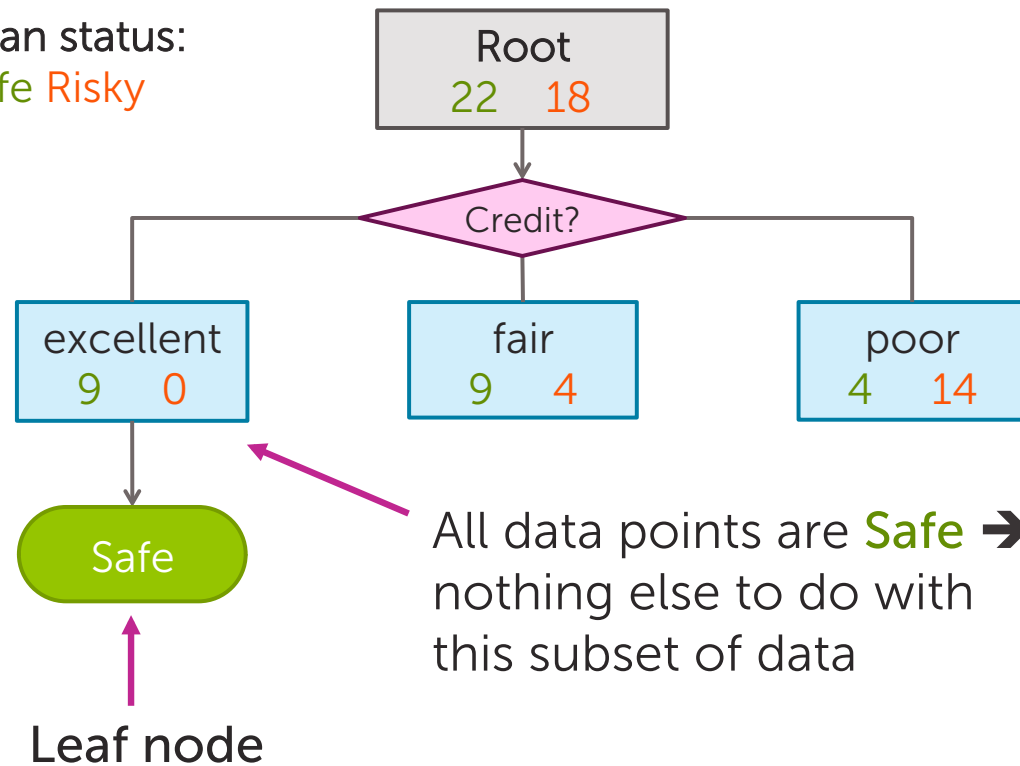 an status:
fe Risky
Root
22 18
Credit?
excellent
9 0
fair
9 4
poor
4 14
Safe
All data points are Safe ➔
nothing else to do with
this subset of data
Leaf node